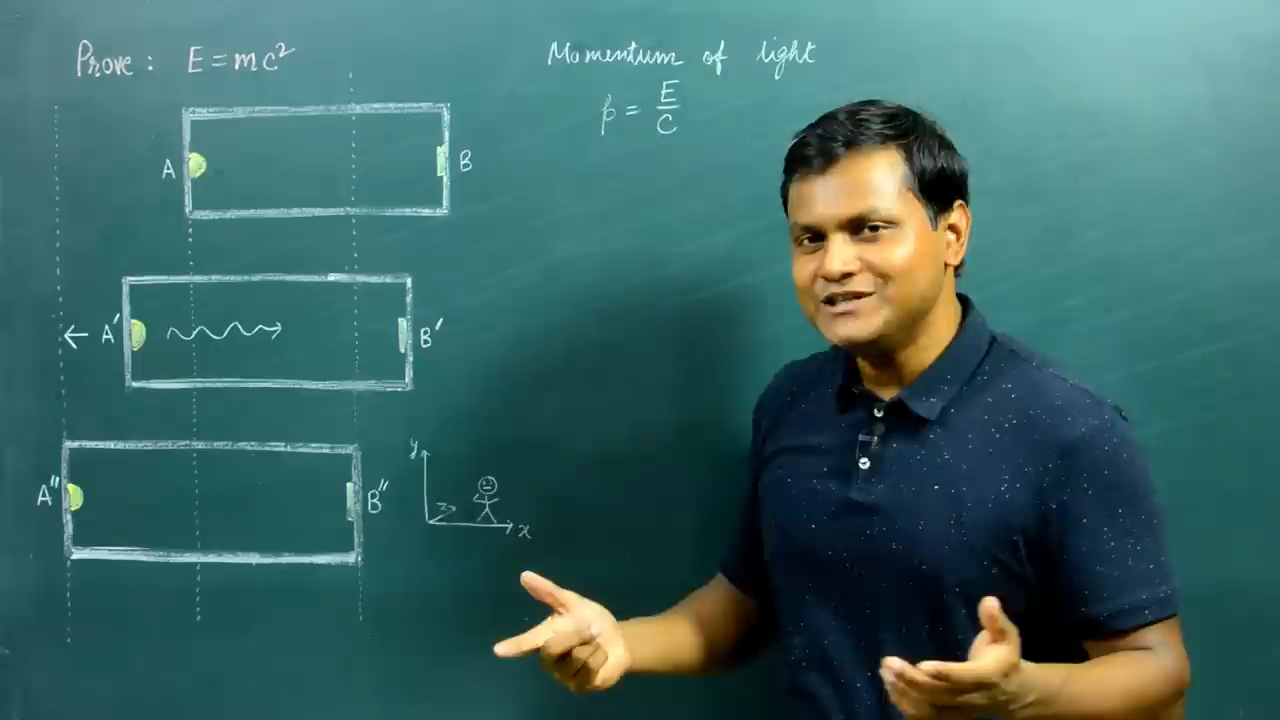 Prove : E = mc²
Momentum of light
p = E/C
A
B
A′
B′
A″
B″
y
z
x